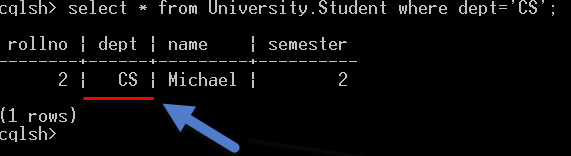 cqlsh> select * from University.Student where dept='CS';
rollno | dept | name | semester
--------+------+---------+----------
2 | CS | Michael | 2
(1 rows)
cqlsh>